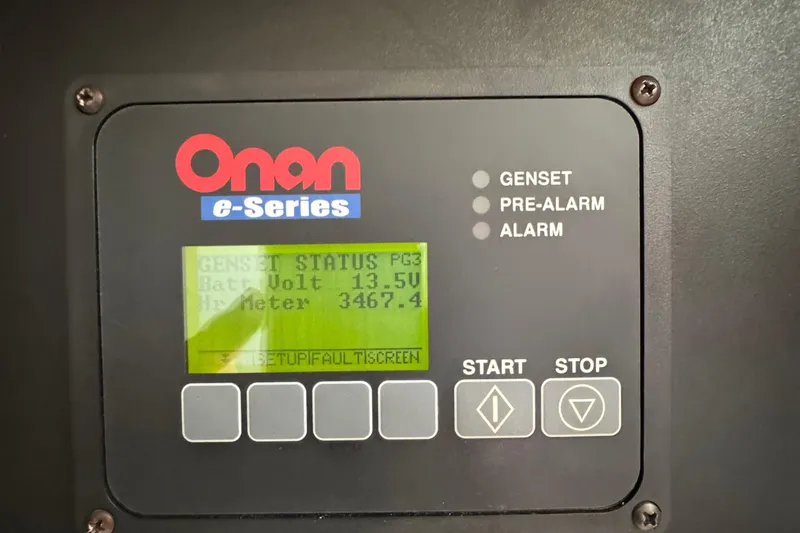 Onan
e-Series
GENSET
PRE-ALARM
ALARM
GENSET STATUS PG3
Batt Volt 13.5V
Hr Meter 3467.4
SETUP|FAULT|SCREEN
START
STOP